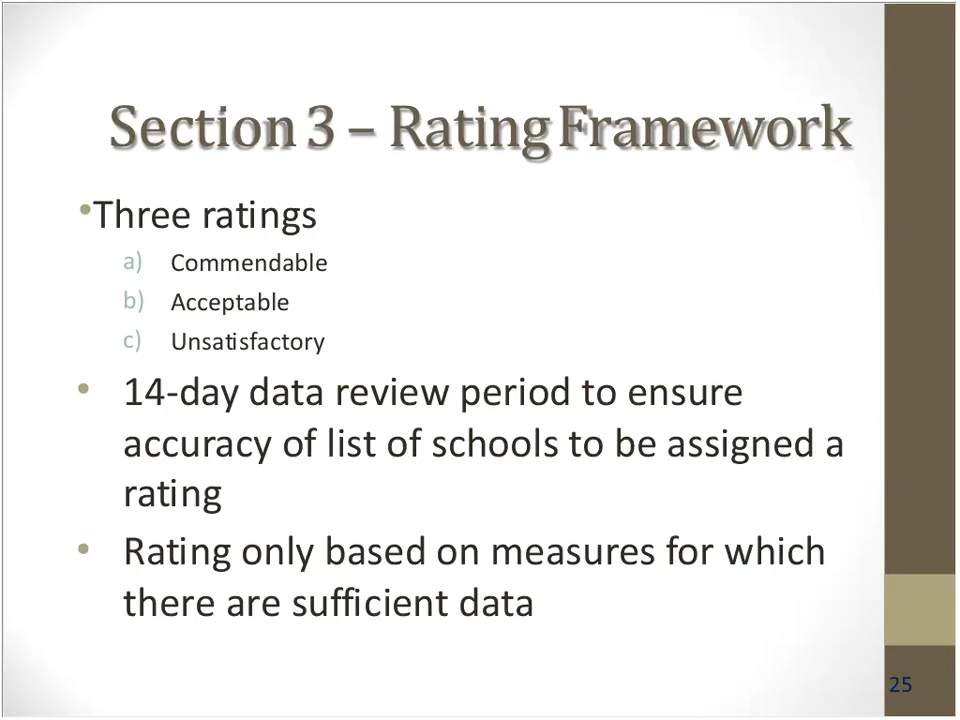 Section 3 – Rating Framework
•Three ratings
a) Commendable
b) Acceptable
c) Unsatisfactory
• 14-day data review period to ensure
accuracy of list of schools to be assigned a
rating
• Rating only based on measures for which
there are sufficient data
25